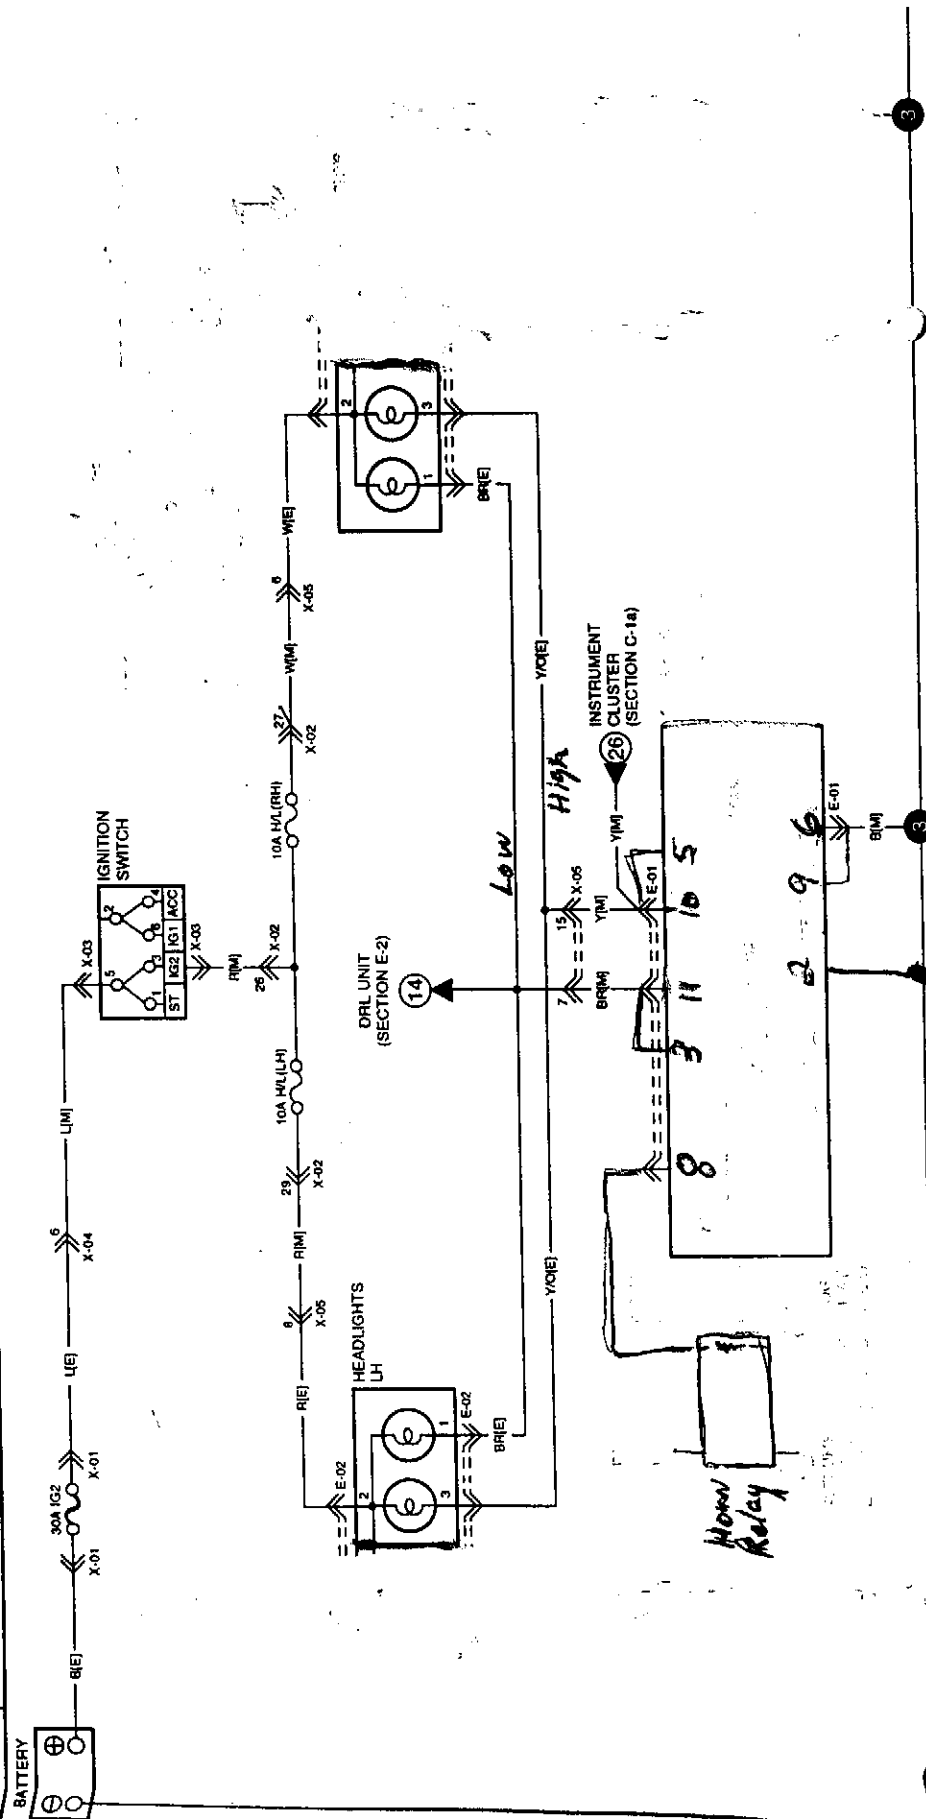 BATTERY
B[E]
X-01
30A IG2
X-01
L[E]
6
X-04
L[M]
X-03
IGNITION
SWITCH
5
2
1
3
6
4
ST
IG2
IG1
ACC
X-03
R[M]
26
X-02
10A H/L(LH)
10A H/L(RH)
29
X-02
R[M]
8
X-05
R[E]
27
X-02
W[M]
6
X-05
W[E]
HEADLIGHTS
LH
E-02
2
3
1
E-02
BR[E]
2
1
3
BR[E]
Low
High
Y/O[E]
Y/O[E]
DRL UNIT
(SECTION E-2)
14
7
15
X-05
BR[M]
Y[M]
Y[M]
INSTRUMENT
CLUSTER
(SECTION C-1a)
26
E-01
8
3
11
10
5
2
9
6
E-01
B[M]
3
3
Horn
Relay